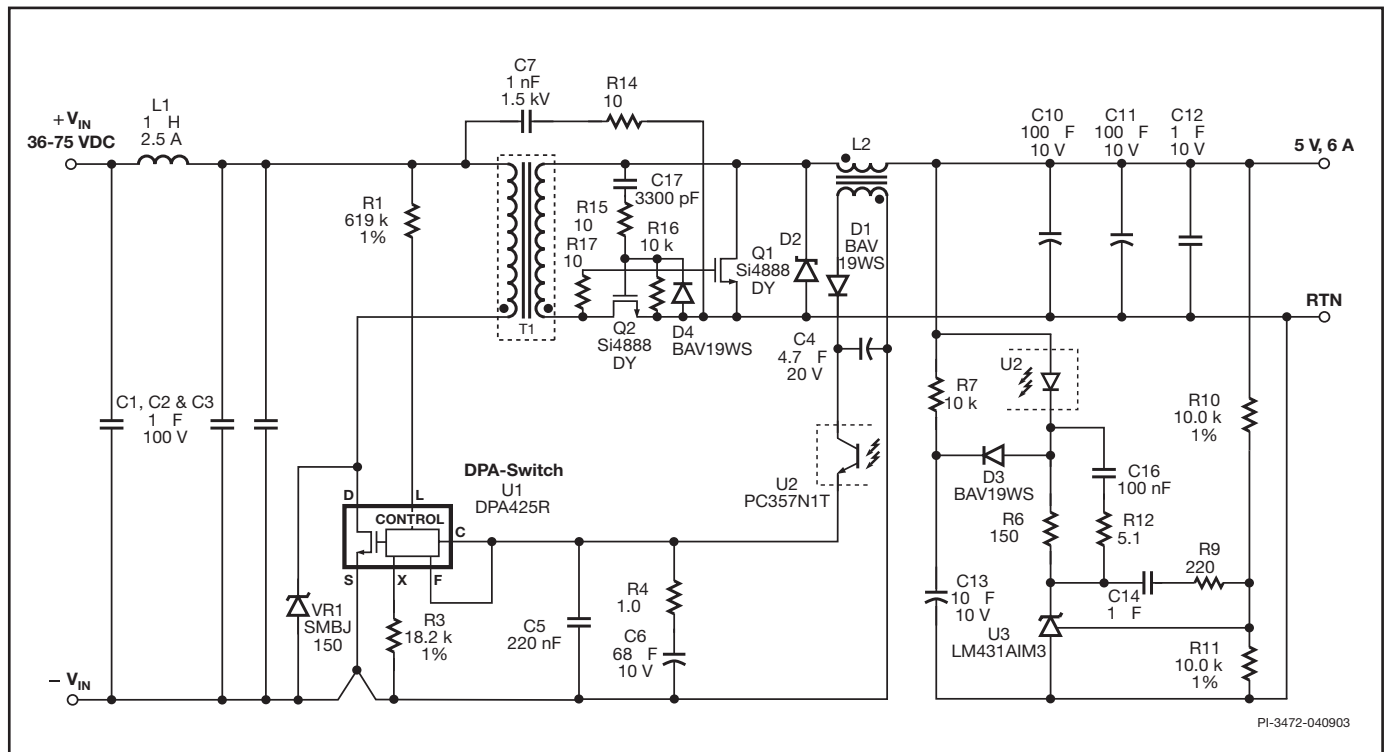 C7
1 nF
1.5 kV
R14
10
L1
1 H
2.5 A
+ VIN
36-75 VDC
C10
100 F
10 V
C11
100 F
10 V
C12
1 F
10 V
5 V, 6 A
L2
R1
619 k
1%
C17
3300 pF
R15
10
R16
10 k
R17
10
Q1
Si4888
DY
D2
D1
BAV
19WS
RTN
T1
Q2
Si4888
DY
D4
BAV19WS
C4
4.7 F
20 V
U2
R7
10 k
R10
10.0 k
1%
C1, C2 & C3
1 F
100 V
DPA-Switch
U1
DPA425R
U2
PC357N1T
D3
BAV19WS
C16
100 nF
R12
5.1
R6
150
R9
220
D
L
CONTROL
C
S
X
F
VR1
SMBJ
150
R3
18.2 k
1%
C5
220 nF
R4
1.0
C6
68 F
10 V
C13
10 F
10 V
C14
1 F
U3
LM431AIM3
R11
10.0 k
1%
− VIN
PI-3472-040903